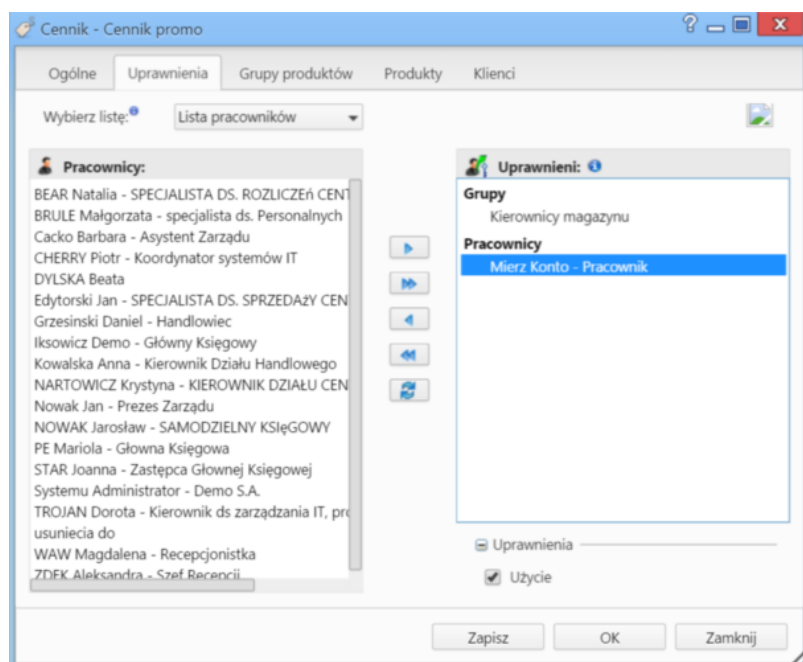 Cennik - Cennik promo
?
Ogólne Uprawnienia Grupy produktów Produkty Klienci
Wybierz listę: Lista pracowników
Pracownicy:
BEAR Natalia - SPECJALISTA DS. ROZLICZEń CENT
BRULE Małgorzata - specjalista ds. Personalnych
Cacko Barbara - Asystent Zarządu
CHERRY Piotr - Koordynator systemów IT
DYLSKA Beata
Edytorski Jan - SPECJALISTA DS. SPRZEDAżY CEN
Grzesinski Daniel - Handlowiec
Iksowicz Demo - Główny Księgowy
Kowalska Anna - Kierownik Działu Handlowego
NARTOWICZ Krystyna - KIEROWNIK DZIAŁU CEN
Nowak Jan - Prezes Zarządu
NOWAK Jarosław - SAMODZIELNY KSIęGOWY
PE Mariola - Głowna Księgowa
STAR Joanna - Zastępca Głownej Księgowej
Systemu Administrator - Demo S.A.
TROJAN Dorota - Kierownik ds zarządzania IT, pro
usuniecia do
WAW Magdalena - Recepcjonistka
ZDEK Aleksandra - Szef Recepcji
Uprawnieni:
Grupy
Kierownicy magazynu
Pracownicy
Mierz Konto - Pracownik
Uprawnienia
Użycie
Zapisz OK Zamknij